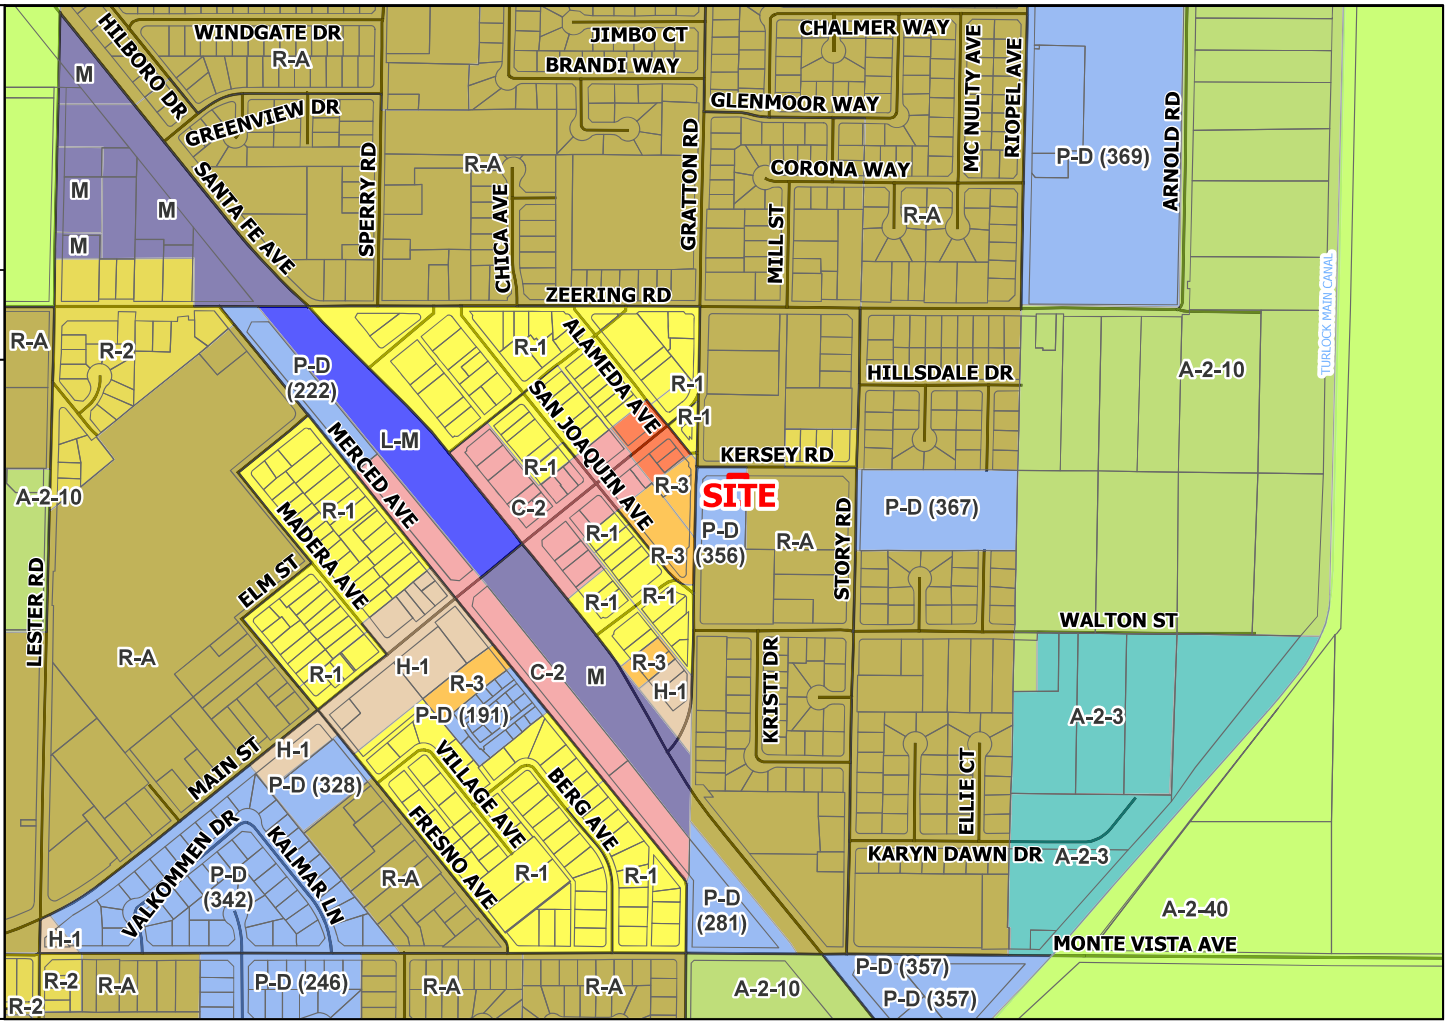 HILBORO DR
WINDGATE DR
R-A
JIMBO CT
BRANDI WAY
CHALMER WAY
MC NULTY AVE
RIOPEL AVE
M
GREENVIEW DR
GLENMOOR WAY
ARNOLD RD
P-D (369)
SPERRY RD
R-A
GRATTON RD
CORONA WAY
M
M
SANTA FE AVE
CHICA AVE
MILL ST
R-A
M
ZEERING RD
TURLOCK MAIN CANAL
R-A
R-2
P-D
(222)
R-1
ALAMEDA AVE
R-1
R-1
HILLSDALE DR
A-2-10
L-M
MERCED AVE
SAN JOAQUIN AVE
KERSEY RD
R-1
R-3
SITE
A-2-10
R-1
C-2
R-1
P-D
(356)
R-A
P-D (367)
MADERA AVE
R-3
STORY RD
ELM ST
R-1
R-1
LESTER RD
WALTON ST
R-A
R-1
H-1
R-3
C-2
M
R-3
H-1
KRISTI DR
P-D (191)
A-2-3
MAIN ST
H-1
P-D (328)
VILLAGE AVE
BERG AVE
ELLIE CT
FRESNO AVE
VALKOMMEN DR
KALMAR LN
P-D
(342)
R-A
R-1
R-1
KARYN DAWN DR
A-2-3
P-D
(281)
A-2-40
H-1
MONTE VISTA AVE
R-2
R-2
R-A
P-D (246)
R-A
R-A
A-2-10
P-D (357)
P-D (357)